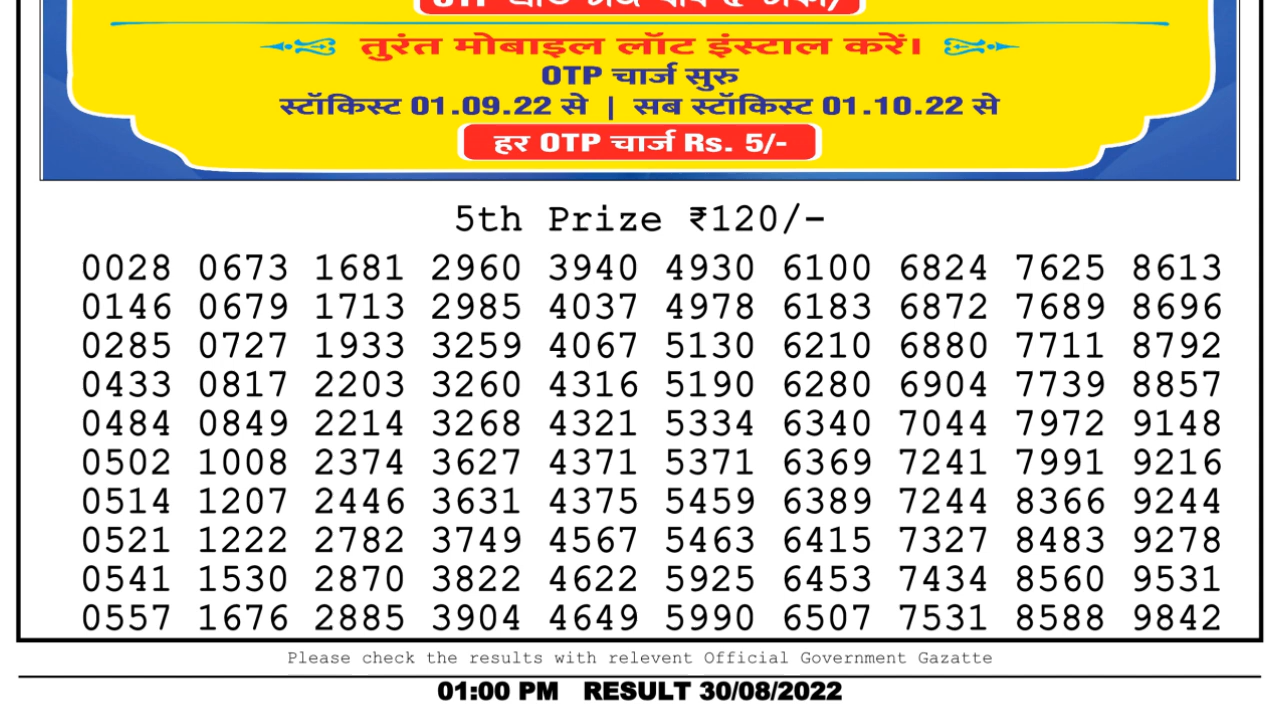 तुरंत मोबाइल लॉट इंस्टाल करें।
OTP चार्ज सुरु
स्टॉकिस्ट 01.09.22 से | सब स्टॉकिस्ट 01.10.22 से
हर OTP चार्ज Rs. 5/-
5th Prize ₹120/-
0028 0673 1681 2960 3940 4930 6100 6824 7625 8613
0146 0679 1713 2985 4037 4978 6183 6872 7689 8696
0285 0727 1933 3259 4067 5130 6210 6880 7711 8792
0433 0817 2203 3260 4316 5190 6280 6904 7739 8857
0484 0849 2214 3268 4321 5334 6340 7044 7972 9148
0502 1008 2374 3627 4371 5371 6369 7241 7991 9216
0514 1207 2446 3631 4375 5459 6389 7244 8366 9244
0521 1222 2782 3749 4567 5463 6415 7327 8483 9278
0541 1530 2870 3822 4622 5925 6453 7434 8560 9531
0557 1676 2885 3904 4649 5990 6507 7531 8588 9842
Please check the results with relevent Official Government Gazatte
01:00 PM RESULT 30/08/2022